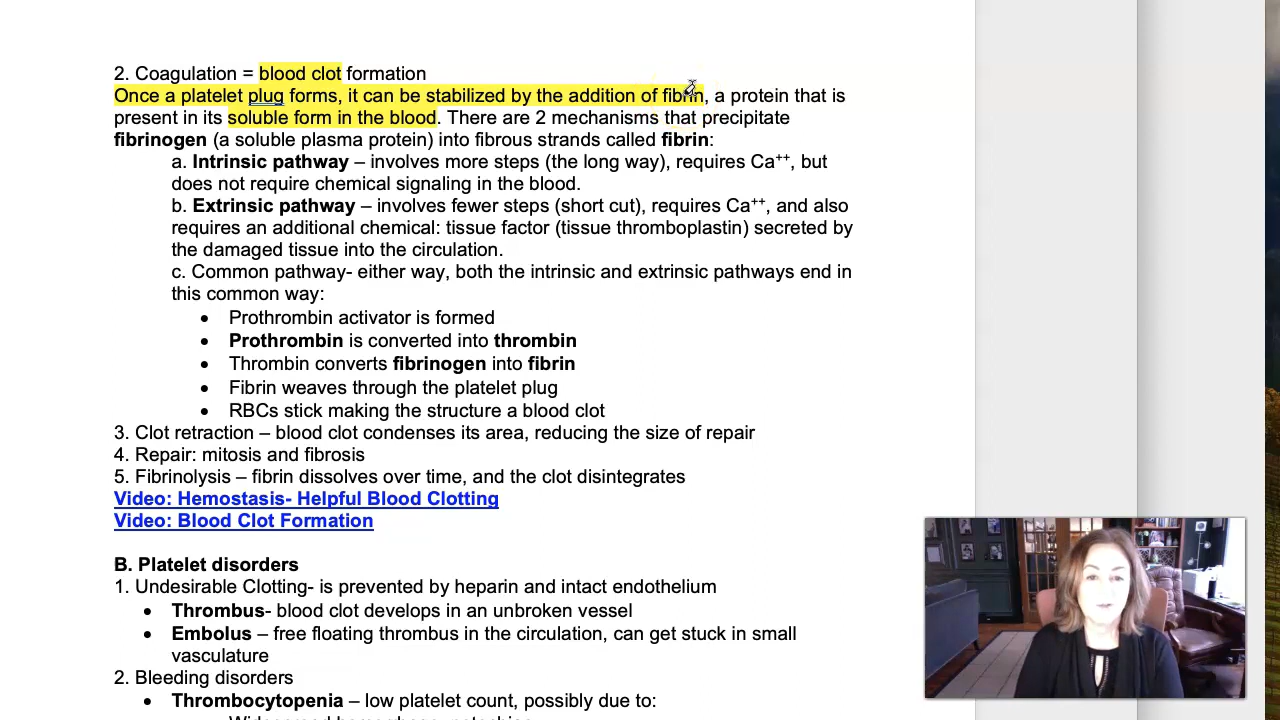 2. Coagulation = blood clot formation
Once a platelet plug forms, it can be stabilized by the addition of fibrin, a protein that is
present in its soluble form in the blood. There are 2 mechanisms that precipitate
fibrinogen (a soluble plasma protein) into fibrous strands called fibrin:
a. Intrinsic pathway – involves more steps (the long way), requires Ca⁺⁺, but
does not require chemical signaling in the blood.
b. Extrinsic pathway – involves fewer steps (short cut), requires Ca⁺⁺, and also
requires an additional chemical: tissue factor (tissue thromboplastin) secreted by
the damaged tissue into the circulation.
c. Common pathway- either way, both the intrinsic and extrinsic pathways end in
this common way:
• Prothrombin activator is formed
• Prothrombin is converted into thrombin
• Thrombin converts fibrinogen into fibrin
• Fibrin weaves through the platelet plug
• RBCs stick making the structure a blood clot
3. Clot retraction – blood clot condenses its area, reducing the size of repair
4. Repair: mitosis and fibrosis
5. Fibrinolysis – fibrin dissolves over time, and the clot disintegrates
Video: Hemostasis- Helpful Blood Clotting
Video: Blood Clot Formation
B. Platelet disorders
1. Undesirable Clotting- is prevented by heparin and intact endothelium
• Thrombus- blood clot develops in an unbroken vessel
• Embolus – free floating thrombus in the circulation, can get stuck in small
vasculature
2. Bleeding disorders
• Thrombocytopenia – low platelet count, possibly due to: